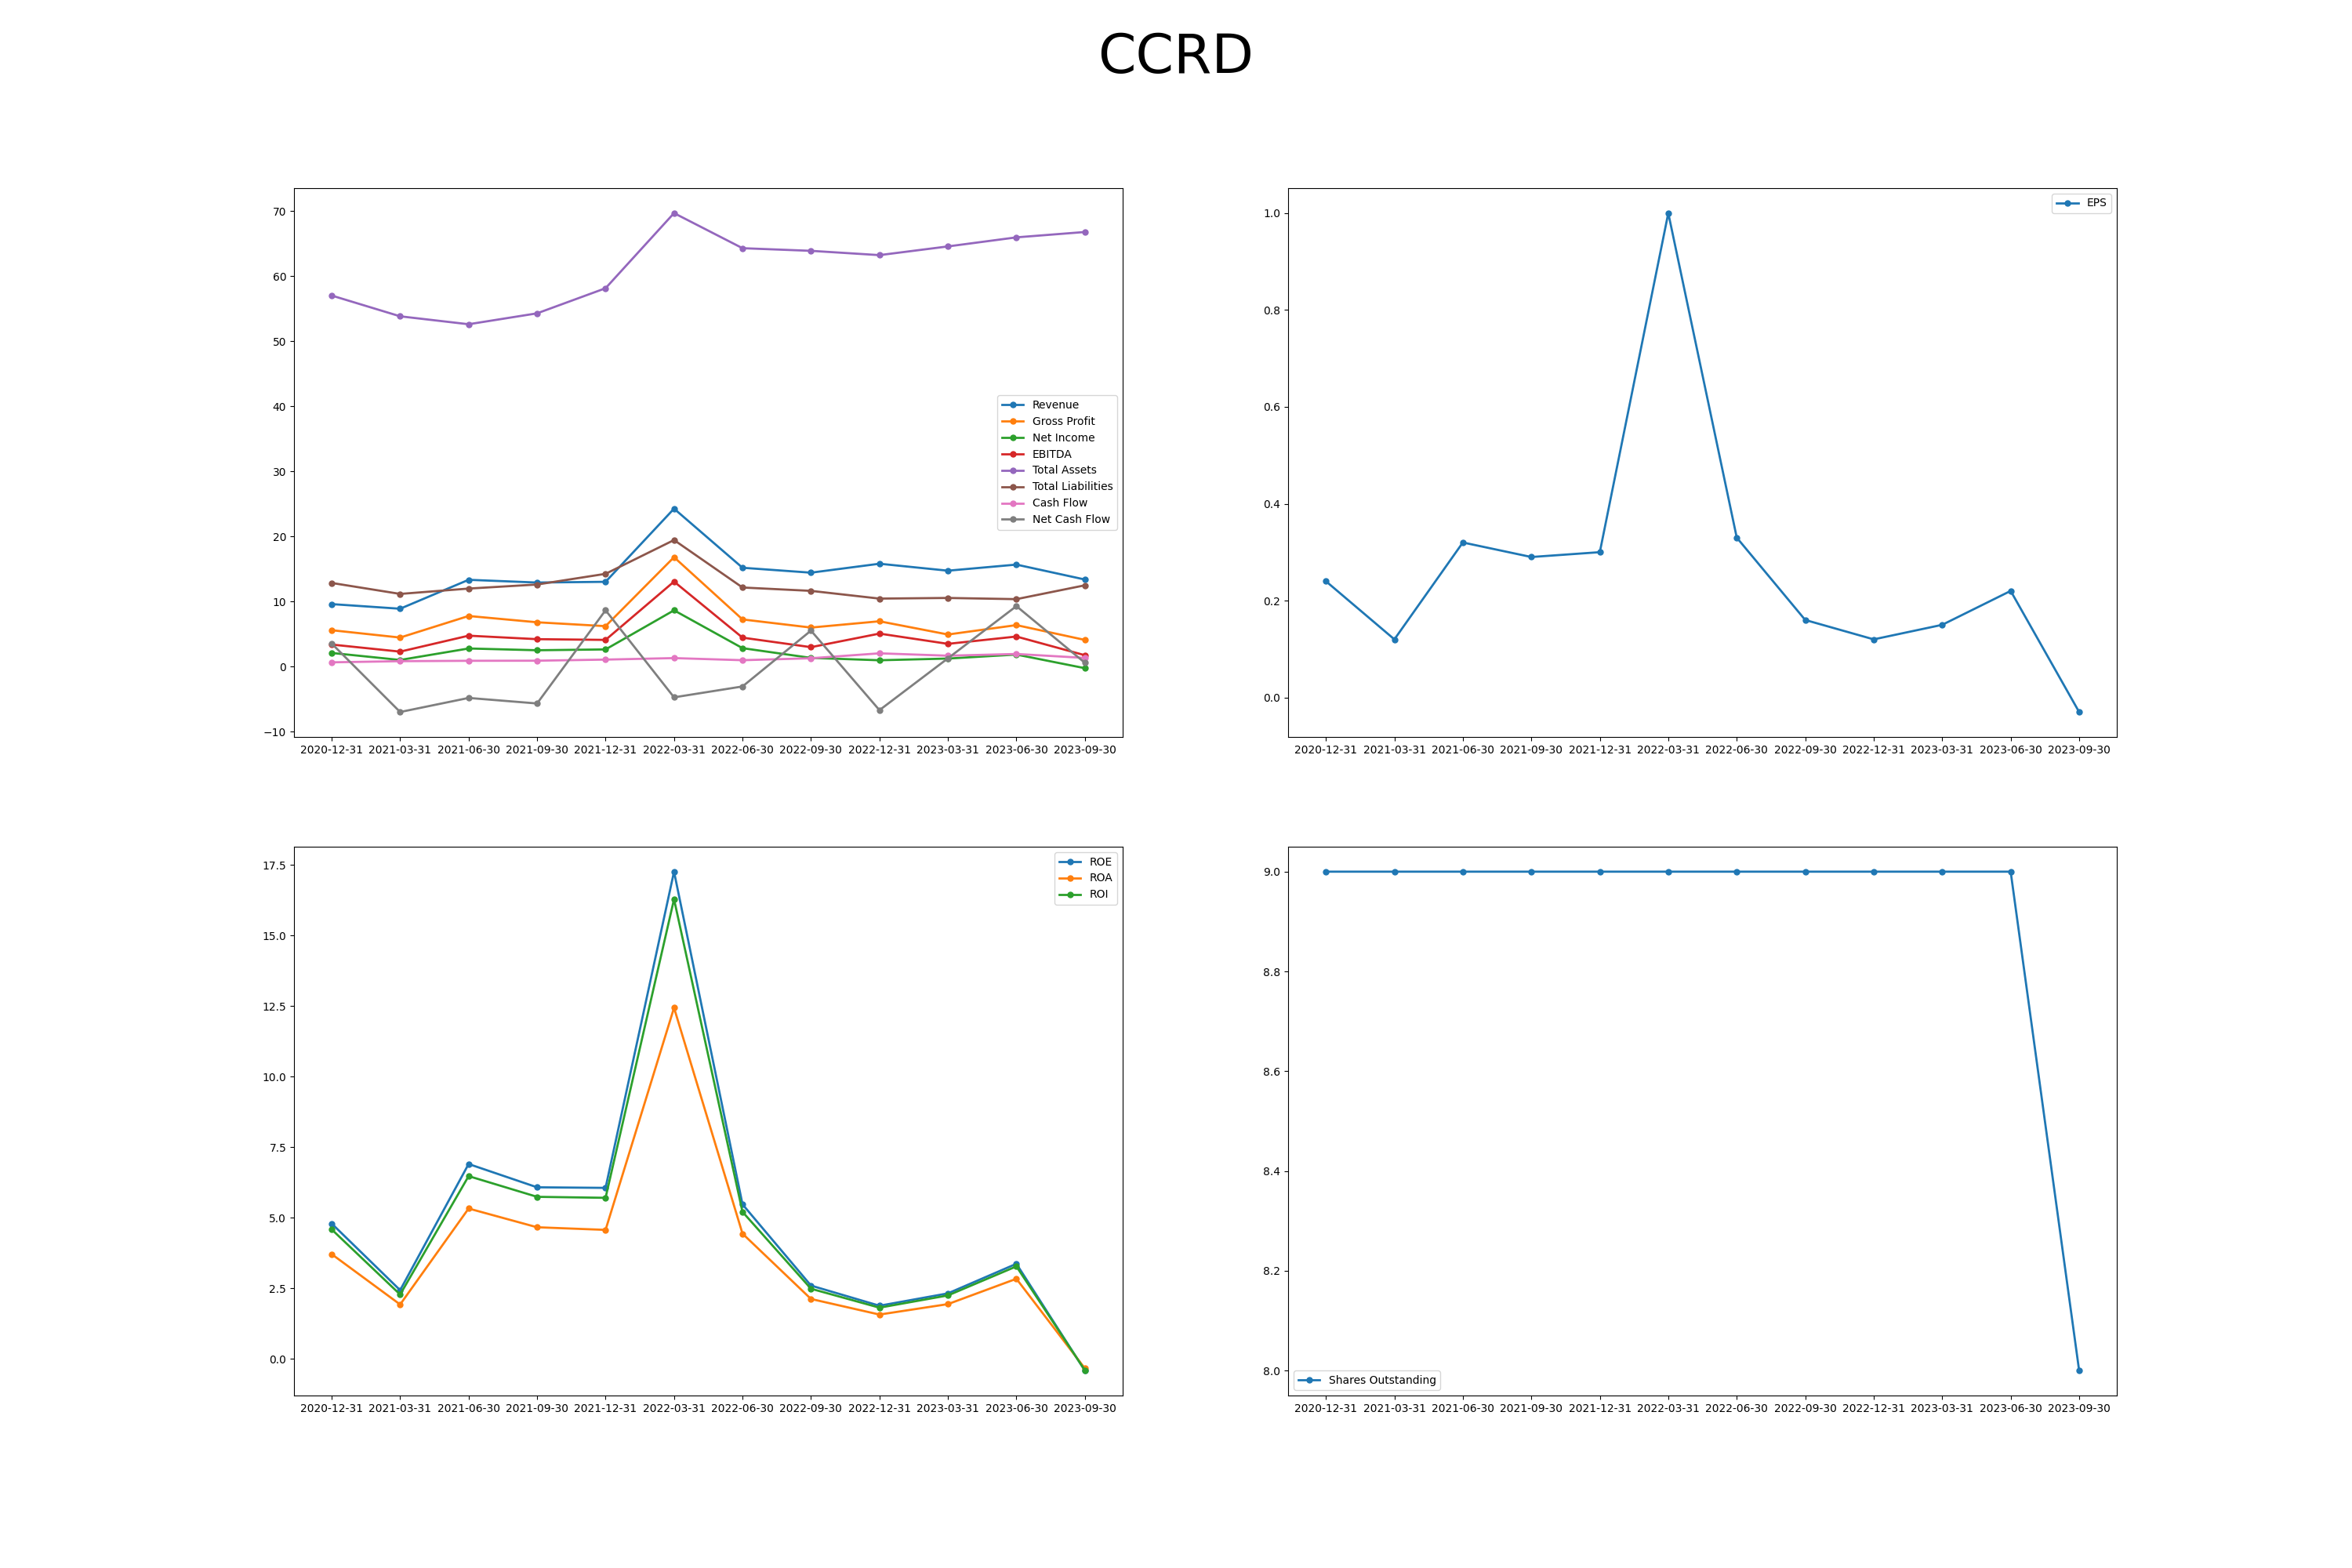 CCRD
70
60
50
40
30
20
10
0
−10
Revenue
Gross Profit
Net Income
EBITDA
Total Assets
Total Liabilities
Cash Flow
Net Cash Flow
2020-12-31 2021-03-31 2021-06-30 2021-09-30 2021-12-31 2022-03-31 2022-06-30 2022-09-30 2022-12-31 2023-03-31 2023-06-30 2023-09-30
1.0
0.8
0.6
0.4
0.2
0.0
EPS
2020-12-31 2021-03-31 2021-06-30 2021-09-30 2021-12-31 2022-03-31 2022-06-30 2022-09-30 2022-12-31 2023-03-31 2023-06-30 2023-09-30
17.5
15.0
12.5
10.0
7.5
5.0
2.5
0.0
ROE
ROA
ROI
2020-12-31 2021-03-31 2021-06-30 2021-09-30 2021-12-31 2022-03-31 2022-06-30 2022-09-30 2022-12-31 2023-03-31 2023-06-30 2023-09-30
9.0
8.8
8.6
8.4
8.2
8.0
Shares Outstanding
2020-12-31 2021-03-31 2021-06-30 2021-09-30 2021-12-31 2022-03-31 2022-06-30 2022-09-30 2022-12-31 2023-03-31 2023-06-30 2023-09-30